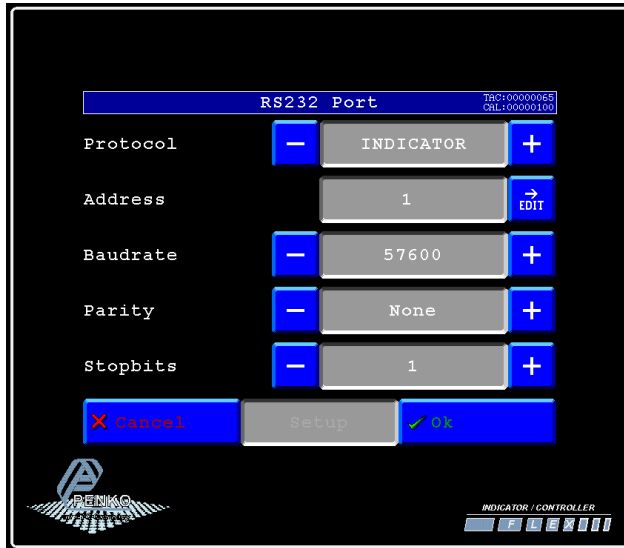 RS232 Port
TAC:00000065
CAL:00000100
Protocol − INDICATOR +
Address 1 → EDIT
Baudrate − 57600 +
Parity − None +
Stopbits − 1 +
Cancel Setup Ok
PENKO
INDICATOR / CONTROLLER
FLEX